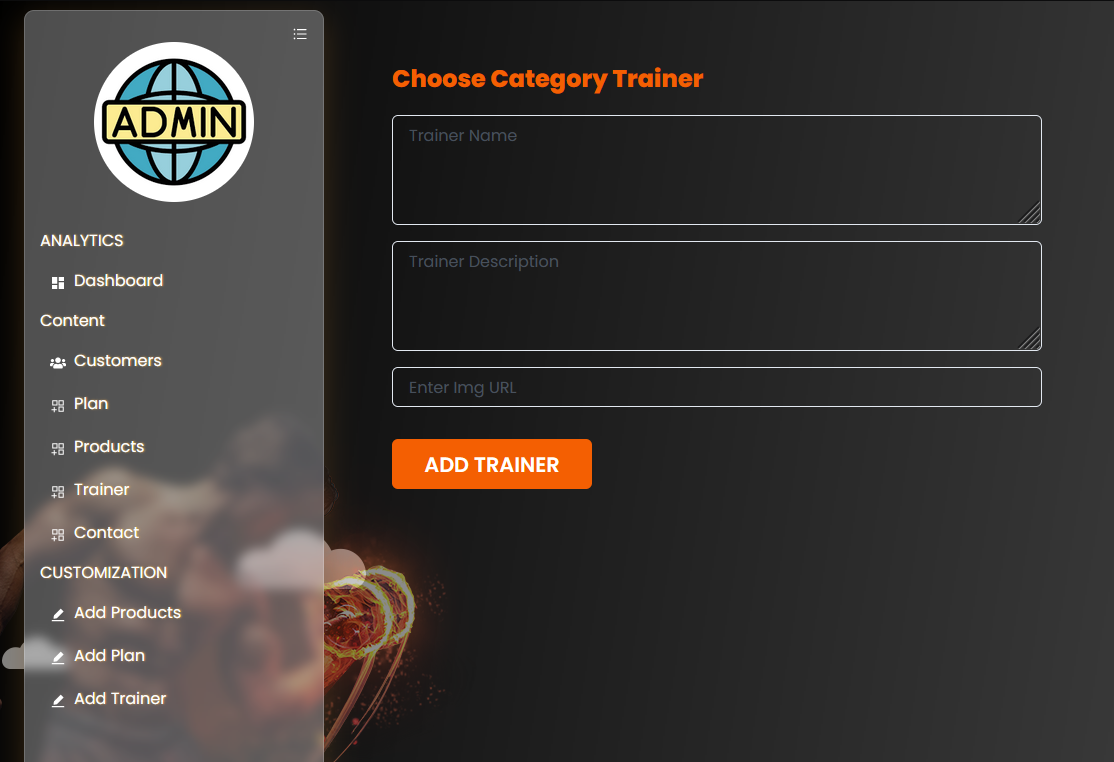 ADMIN
ANALYTICS
Dashboard
Content
Customers
Plan
Products
Trainer
Contact
CUSTOMIZATION
Add Products
Add Plan
Add Trainer
Choose Category Trainer
Trainer Name
Trainer Description
Enter Img URL
ADD TRAINER